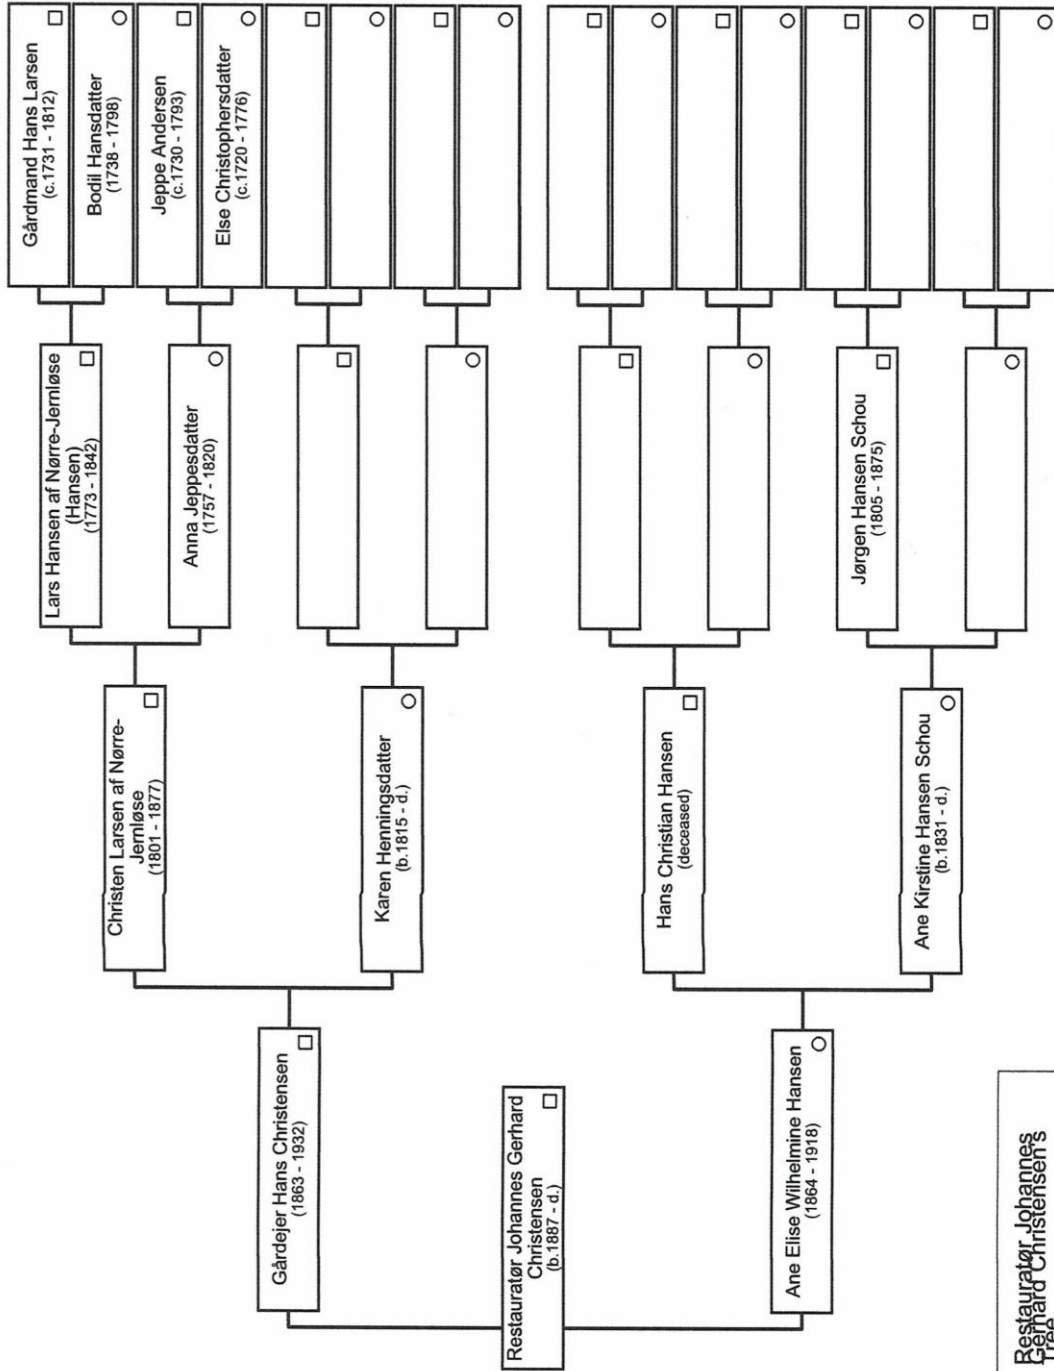 Gårdmand Hans Larsen
(c.1731 - 1812)
Bodil Hansdatter
(1738 - 1798)
Jeppe Andersen
(c.1730 - 1793)
Else Christophersdatter
(c.1720 - 1776)
Lars Hansen af Nørre-Jernløse
(Hansen)
(1773 - 1842)
Anna Jeppesdatter
(1757 - 1820)
Jørgen Hansen Schou
(1805 - 1875)
Christen Larsen af Nørre-
Jernløse
(1801 - 1877)
Karen Henningsdatter
(b.1815 - d.)
Hans Christian Hansen
(deceased)
Ane Kirstine Hansen Schou
(b.1831 - d.)
Gårdejer Hans Christensen
(1863 - 1932)
Ane Elise Wilhelmine Hansen
(1864 - 1918)
Restauratør Johannes Gerhard
Christensen
(b.1887 - d.)
Restauratør Johannes
Gerhard Christensen's
Tree